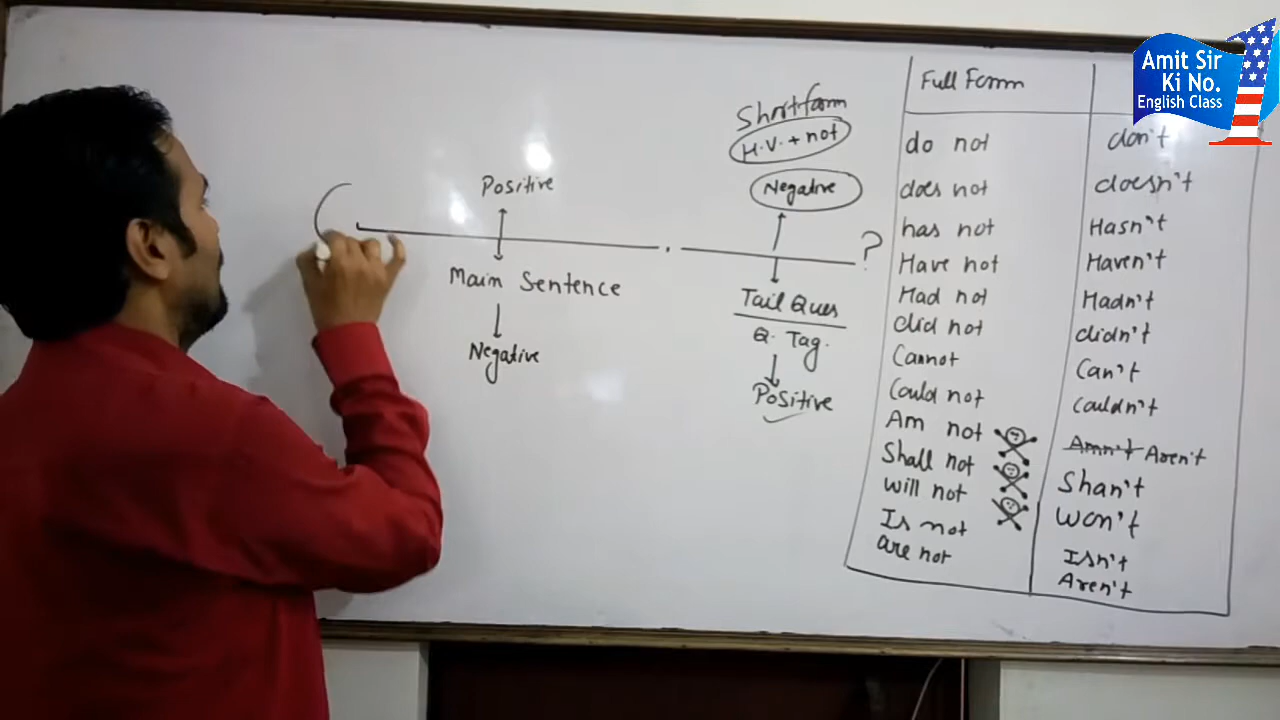 Amit Sir
Ki No.
English Class
Positive
Main Sentence
Negative
Short form
H.V. + not
Negative
. ?
Tail Ques
Q. Tag.
Positive
Full Form
do not don't
does not doesn't
has not Hasn't
Have not Haven't
Had not Hadn't
did not didn't
Cannot Can't
Could not Couldn't
Am not Amn't Aren't
Shall not Shan't
will not Won't
Is not Isn't
are not Aren't